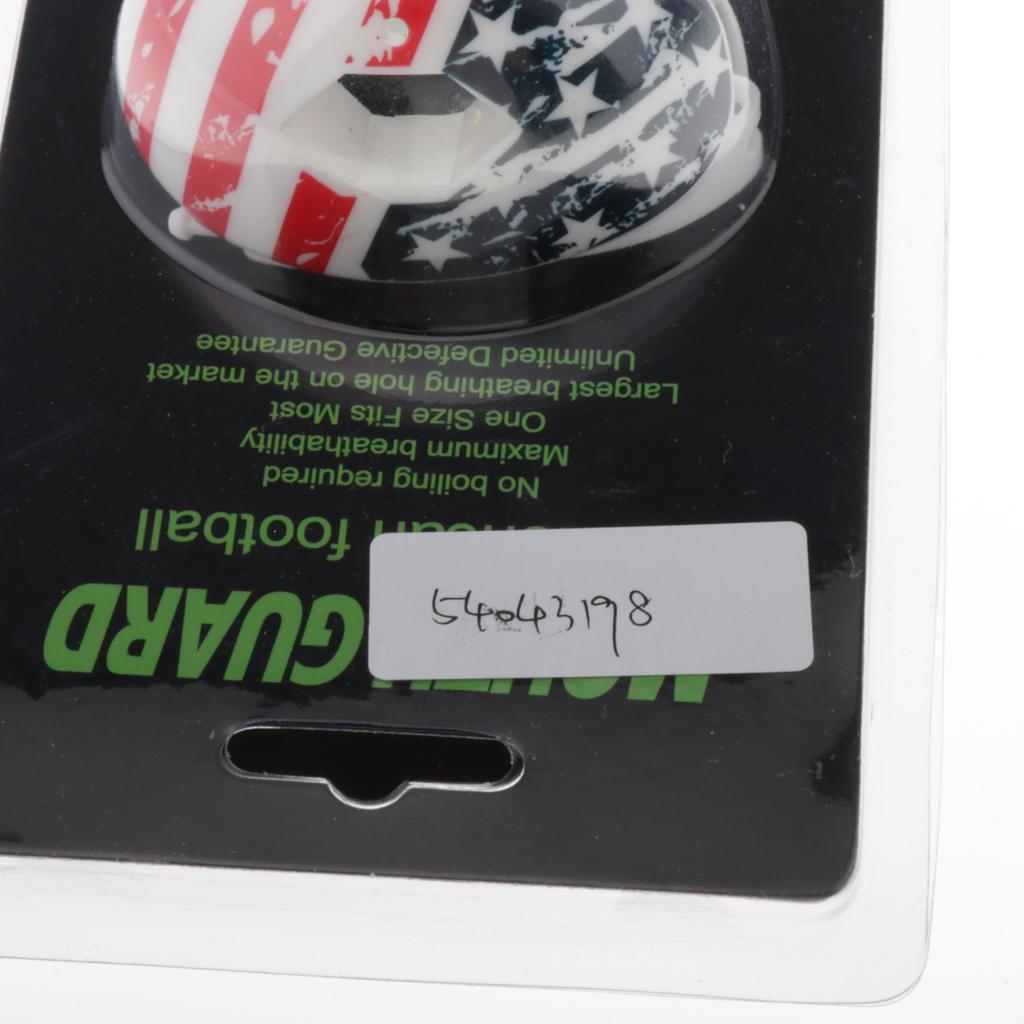 MOUTH GUARD
football
No boiling required
Maximum breathability
One Size Fits Most
Largest breathing hole on the market
Unlimited Defective Guarantee
54043198